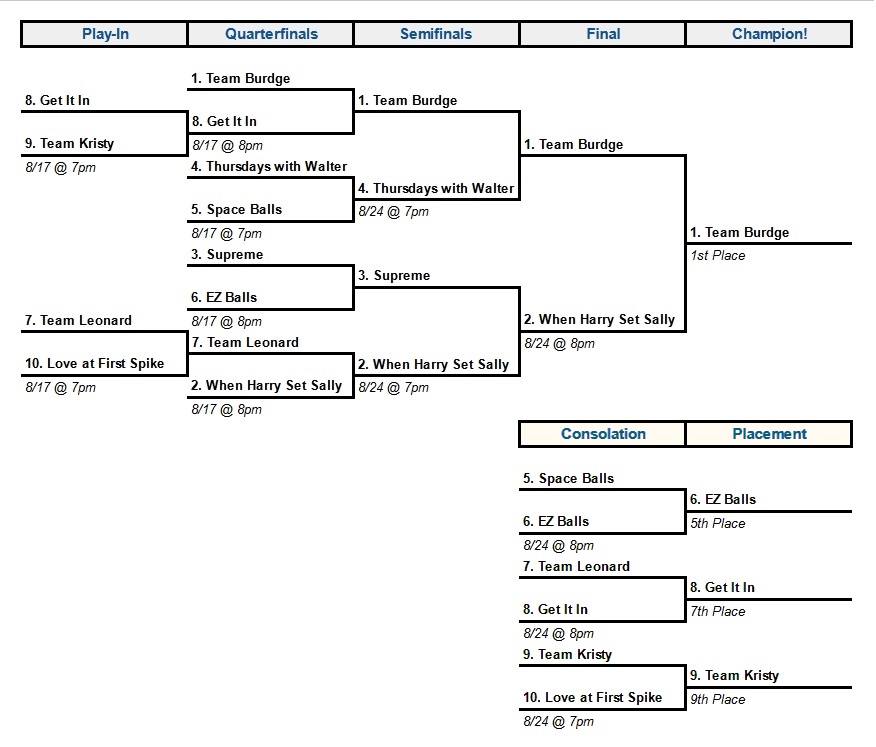 Play-In
Quarterfinals
Semifinals
Final
Champion!
1. Team Burdge
8. Get It In
1. Team Burdge
8. Get It In
9. Team Kristy
1. Team Burdge
8/17 @ 7pm
8/17 @ 8pm
4. Thursdays with Walter
4. Thursdays with Walter
5. Space Balls
8/24 @ 7pm
8/17 @ 7pm
1. Team Burdge
3. Supreme
1st Place
3. Supreme
6. EZ Balls
7. Team Leonard
8/17 @ 8pm
2. When Harry Set Sally
7. Team Leonard
8/24 @ 8pm
10. Love at First Spike
2. When Harry Set Sally
8/17 @ 7pm
2. When Harry Set Sally
8/24 @ 7pm
8/17 @ 8pm
Consolation
Placement
5. Space Balls
6. EZ Balls
6. EZ Balls
5th Place
8/24 @ 8pm
7. Team Leonard
8. Get It In
8. Get It In
7th Place
8/24 @ 8pm
9. Team Kristy
9. Team Kristy
10. Love at First Spike
9th Place
8/24 @ 7pm